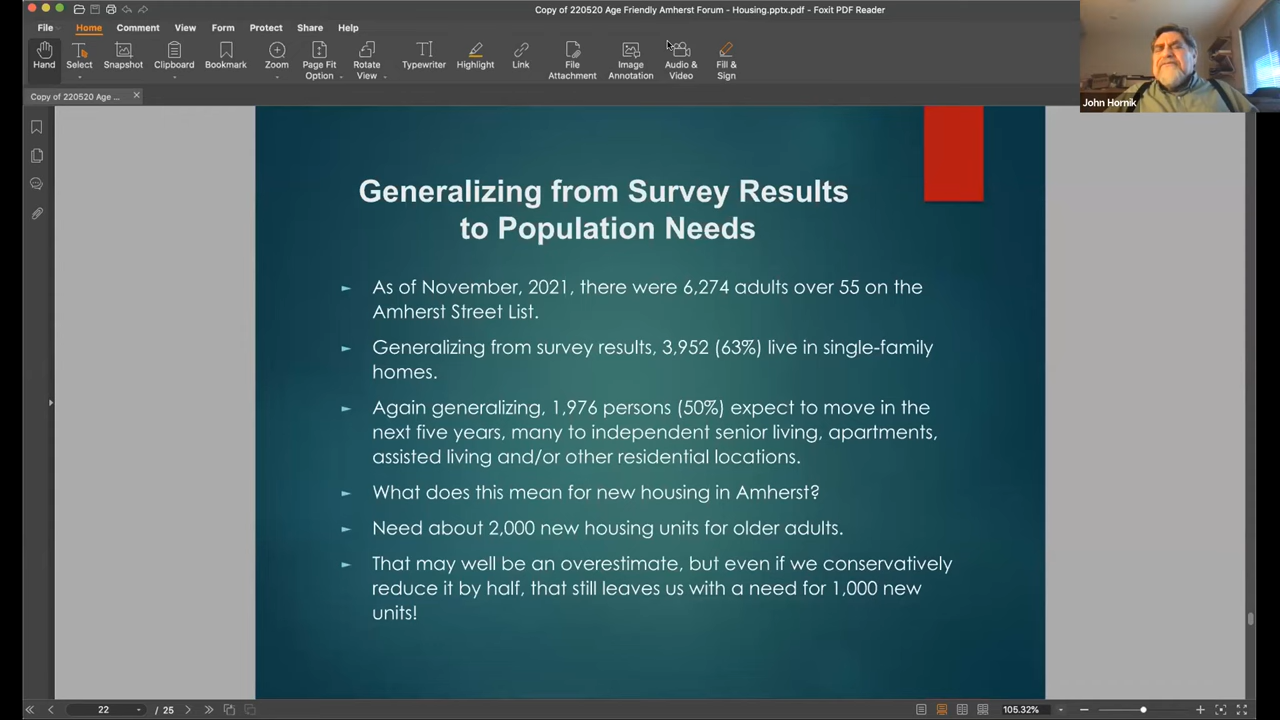 Copy of 220520 Age Friendly Amherst Forum - Housing.pptx.pdf - Foxit PDF Reader
File Home Comment View Form Protect Share Help
Hand Select Snapshot Clipboard Bookmark Zoom Page Fit Option Rotate View Typewriter Highlight Link File Attachment Image Annotation Audio & Video Fill & Sign
John Hornik
Copy of 220520 Age ...
Generalizing from Survey Results
to Population Needs
As of November, 2021, there were 6,274 adults over 55 on the
Amherst Street List.
Generalizing from survey results, 3,952 (63%) live in single-family
homes.
Again generalizing, 1,976 persons (50%) expect to move in the
next five years, many to independent senior living, apartments,
assisted living and/or other residential locations.
What does this mean for new housing in Amherst?
Need about 2,000 new housing units for older adults.
That may well be an overestimate, but even if we conservatively
reduce it by half, that still leaves us with a need for 1,000 new
units!
22 / 25 105.32%